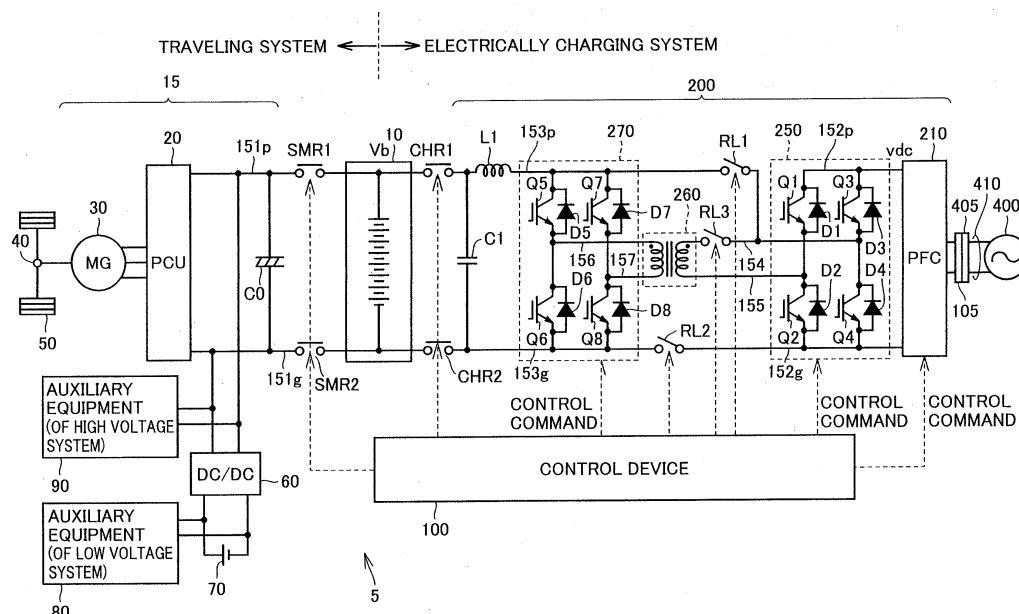 TRAVELING SYSTEM
ELECTRICALLY CHARGING SYSTEM
15
200
20
151p
SMR1
10
Vb
CHR1
L1
153p
270
RL1
250
152p
vdc
210
410
405
400
30
40
MG
PCU
C0
C1
Q5
Q7
D5
D7
260
RL3
Q1
Q3
D1
D3
PFC
156
157
154
155
D6
D8
D2
D4
105
50
Q6
Q8
RL2
Q2
Q4
151g
SMR2
CHR2
153g
152g
AUXILIARY
EQUIPMENT
(OF HIGH VOLTAGE
SYSTEM)
90
CONTROL
COMMAND
CONTROL
COMMAND
CONTROL
COMMAND
DC/DC
60
CONTROL DEVICE
100
AUXILIARY
EQUIPMENT
(OF LOW VOLTAGE
SYSTEM)
70
80
5